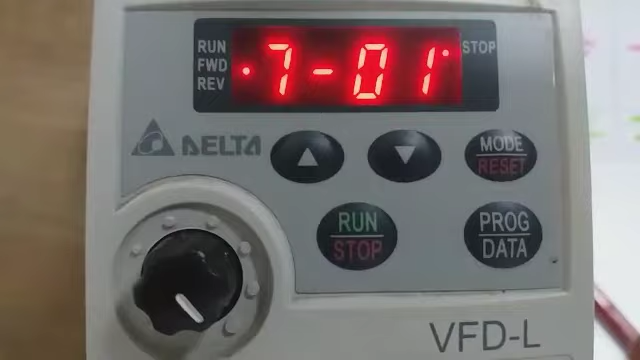 RUN
FWD
REV
7-01
STOP
DELTA
MODE
RESET
RUN
STOP
PROG
DATA
VFD-L